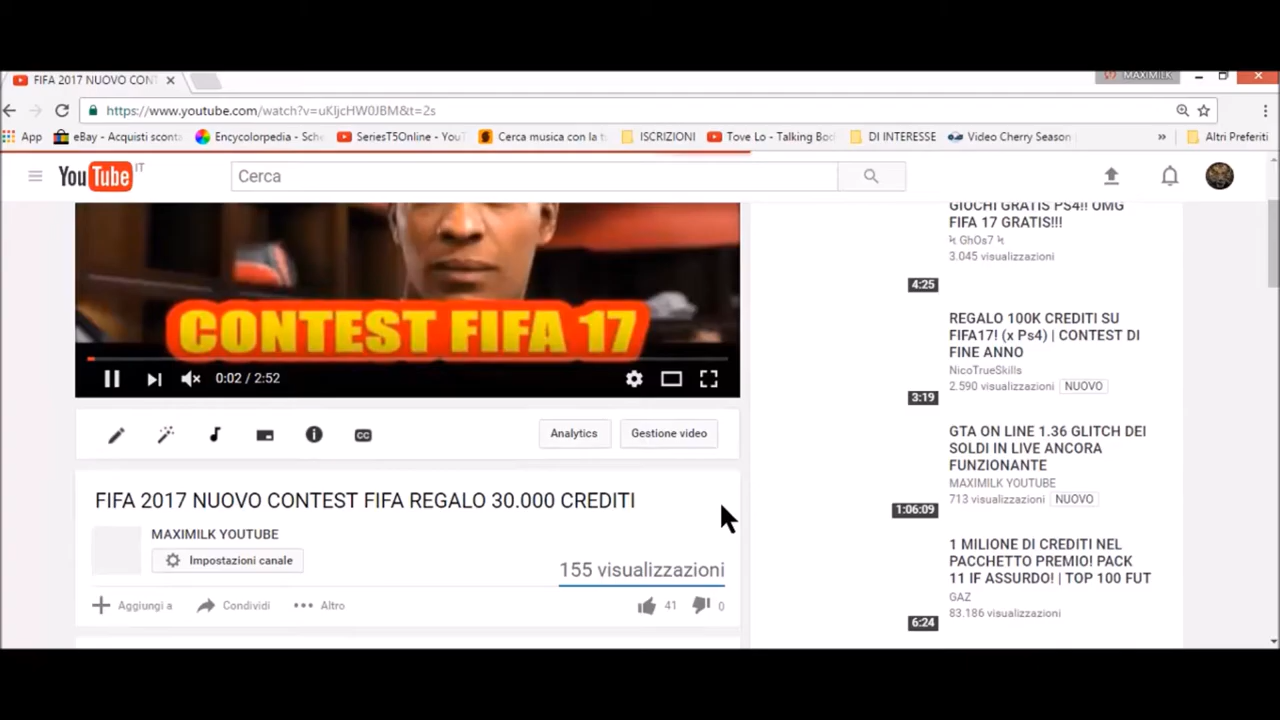 FIFA 2017 NUOVO CONT
MAXIMILK
https://www.youtube.com/watch?v=uKIjcHW0JBM&t=2s
App
eBay - Acquisti sconta
Encycolorpedia - Sche
SeriesT5Online - YouT
Cerca musica con la t
ISCRIZIONI
Tove Lo - Talking Bod
DI INTERESSE
Video Cherry Season
»
Altri Preferiti
YouTube IT
Cerca
CONTEST FIFA 17
0:02 / 2:52
CC
Analytics
Gestione video
FIFA 2017 NUOVO CONTEST FIFA REGALO 30.000 CREDITI
MAXIMILK YOUTUBE
Impostazioni canale
155 visualizzazioni
Aggiungi a
Condividi
Altro
41
0
GIOCHI GRATIS PS4!! OMG
FIFA 17 GRATIS!!!
Ϟ GhOs7 Ϟ
3.045 visualizzazioni
4:25
REGALO 100K CREDITI SU
FIFA17! (x Ps4) | CONTEST DI
FINE ANNO
NicoTrueSkills
2.590 visualizzazioni NUOVO
3:19
GTA ON LINE 1.36 GLITCH DEI
SOLDI IN LIVE ANCORA
FUNZIONANTE
MAXIMILK YOUTUBE
713 visualizzazioni NUOVO
1:06:09
1 MILIONE DI CREDITI NEL
PACCHETTO PREMIO! PACK
11 IF ASSURDO! | TOP 100 FUT
GAZ
83.186 visualizzazioni
6:24